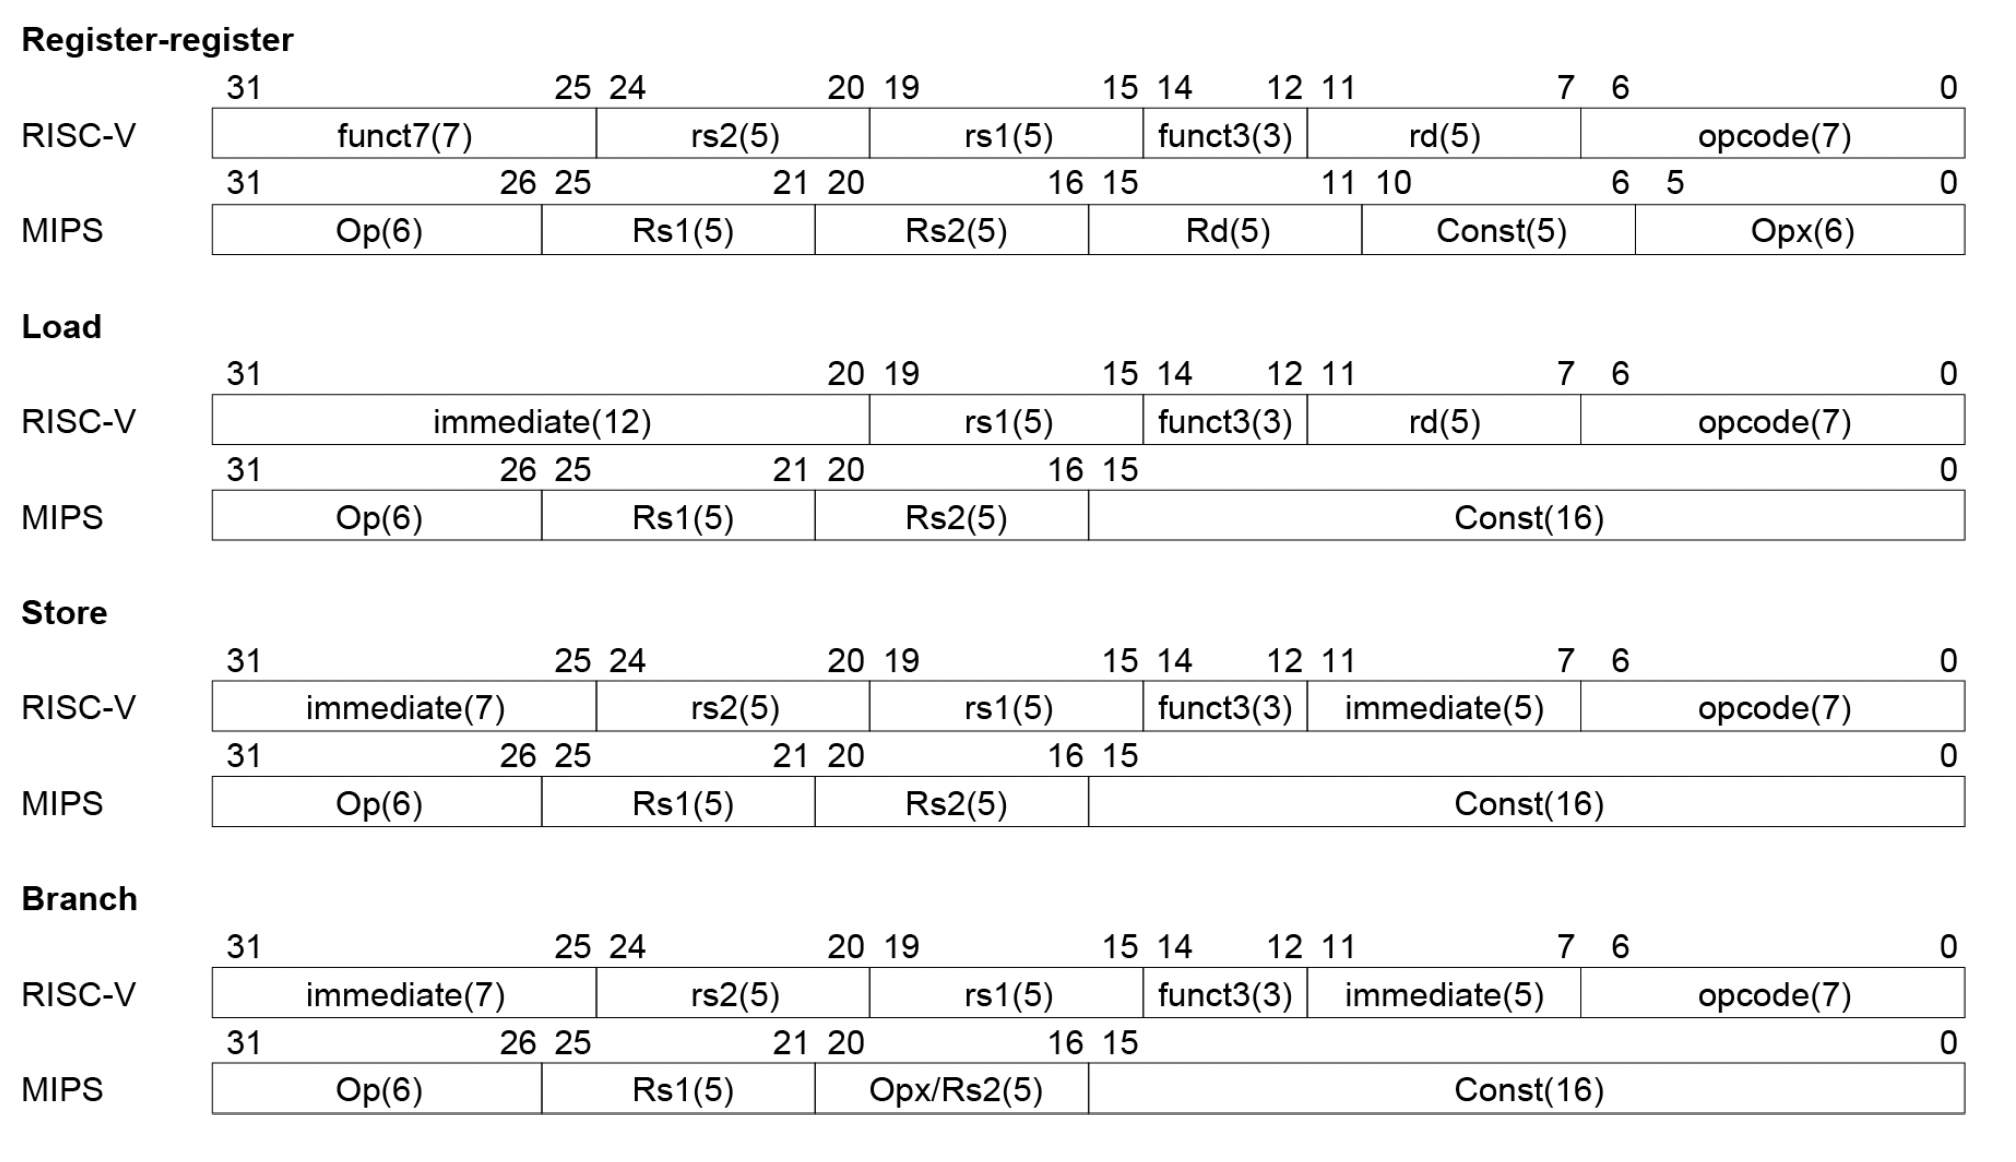 Register-register
31 25 24 20 19 15 14 12 11 7 6 0
RISC-V funct7(7) rs2(5) rs1(5) funct3(3) rd(5) opcode(7)
31 26 25 21 20 16 15 11 10 6 5 0
MIPS Op(6) Rs1(5) Rs2(5) Rd(5) Const(5) Opx(6)
Load
31 20 19 15 14 12 11 7 6 0
RISC-V immediate(12) rs1(5) funct3(3) rd(5) opcode(7)
31 26 25 21 20 16 15 0
MIPS Op(6) Rs1(5) Rs2(5) Const(16)
Store
31 25 24 20 19 15 14 12 11 7 6 0
RISC-V immediate(7) rs2(5) rs1(5) funct3(3) immediate(5) opcode(7)
31 26 25 21 20 16 15 0
MIPS Op(6) Rs1(5) Rs2(5) Const(16)
Branch
31 25 24 20 19 15 14 12 11 7 6 0
RISC-V immediate(7) rs2(5) rs1(5) funct3(3) immediate(5) opcode(7)
31 26 25 21 20 16 15 0
MIPS Op(6) Rs1(5) Opx/Rs2(5) Const(16)